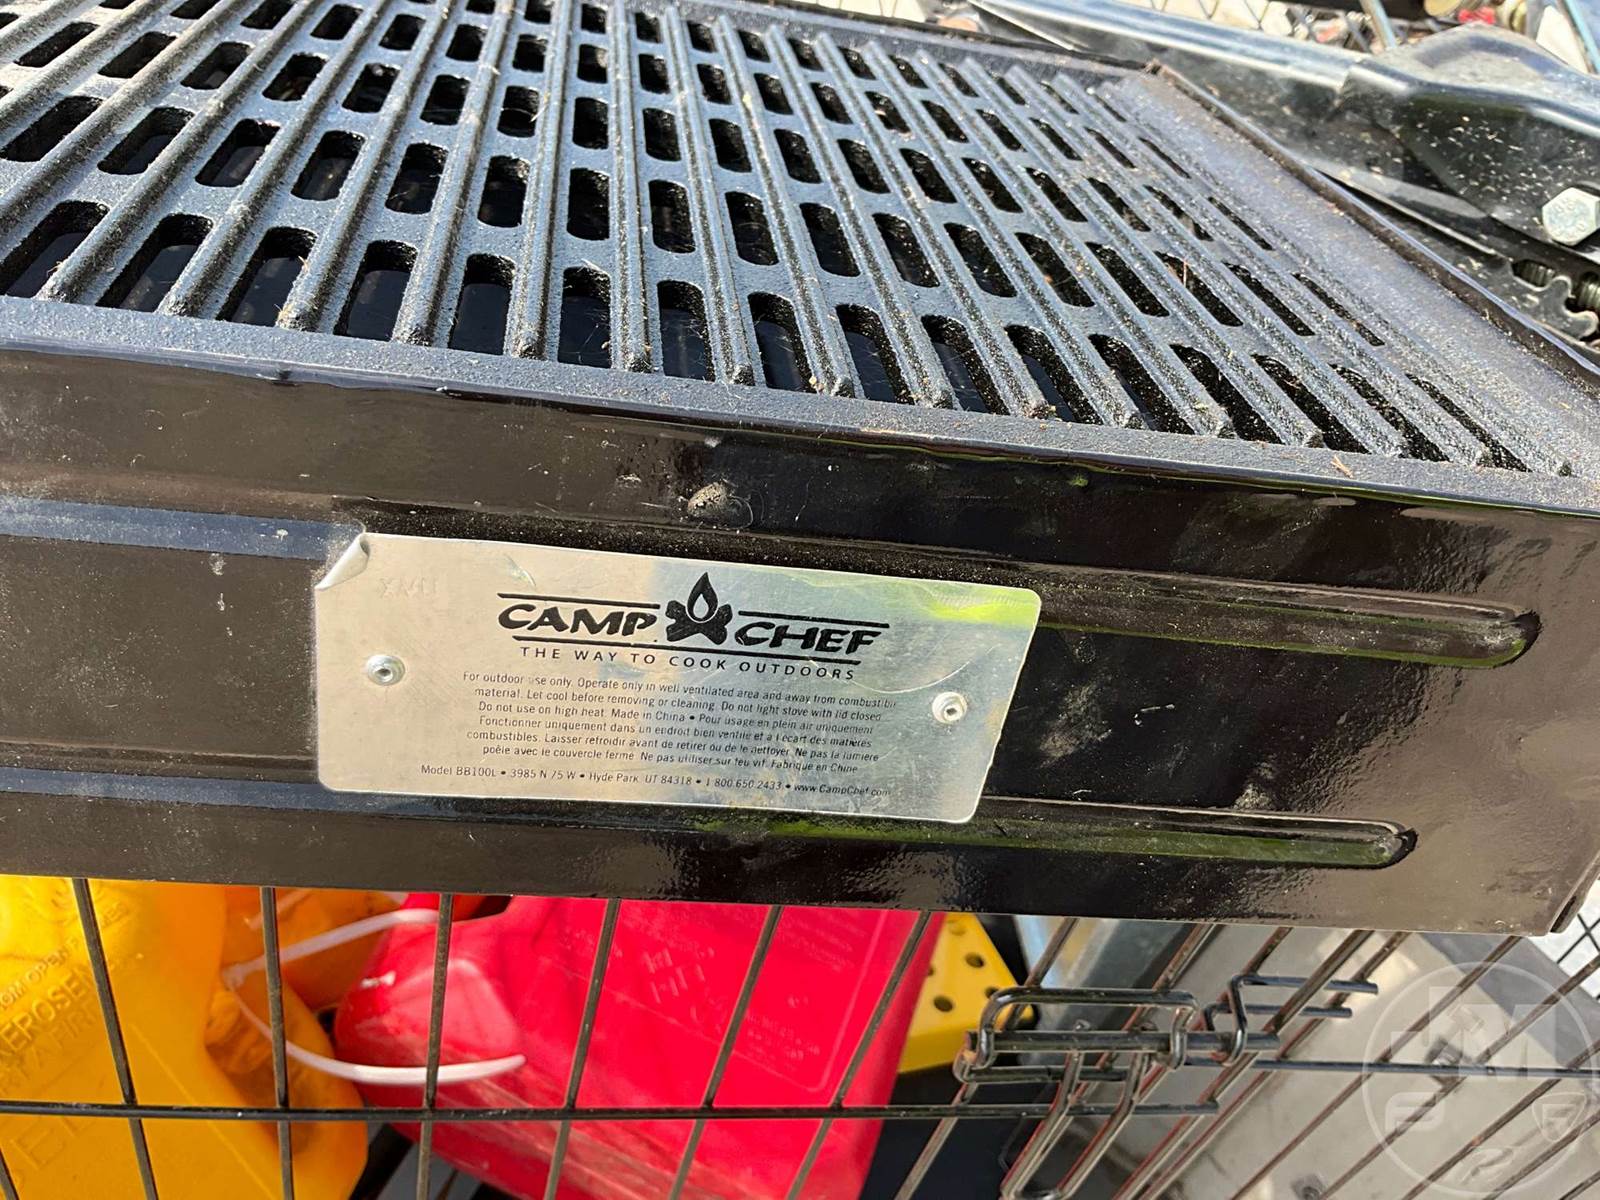 CAMP CHEF
THE WAY TO COOK OUTDOORS
For outdoor use only. Operate only in well ventilated area and away from combustible
material. Let cool before removing or cleaning. Do not light stove with lid closed.
Do not use on high heat. Made in China • Pour usage en plein air uniquement
Fonctionner uniquement dans un endroit bien ventilé et à l'écart des matières
combustibles. Laisser refroidir avant de retirer ou de le nettoyer. Ne pas la lumière
poêle avec le couvercle fermé. Ne pas utiliser sur feu vif. Fabriqué en Chine
Model BB100L • 3985 N 75 W • Hyde Park, UT 84318 • 1.800.650.2433 • www.CampChef.com
KEROSENE